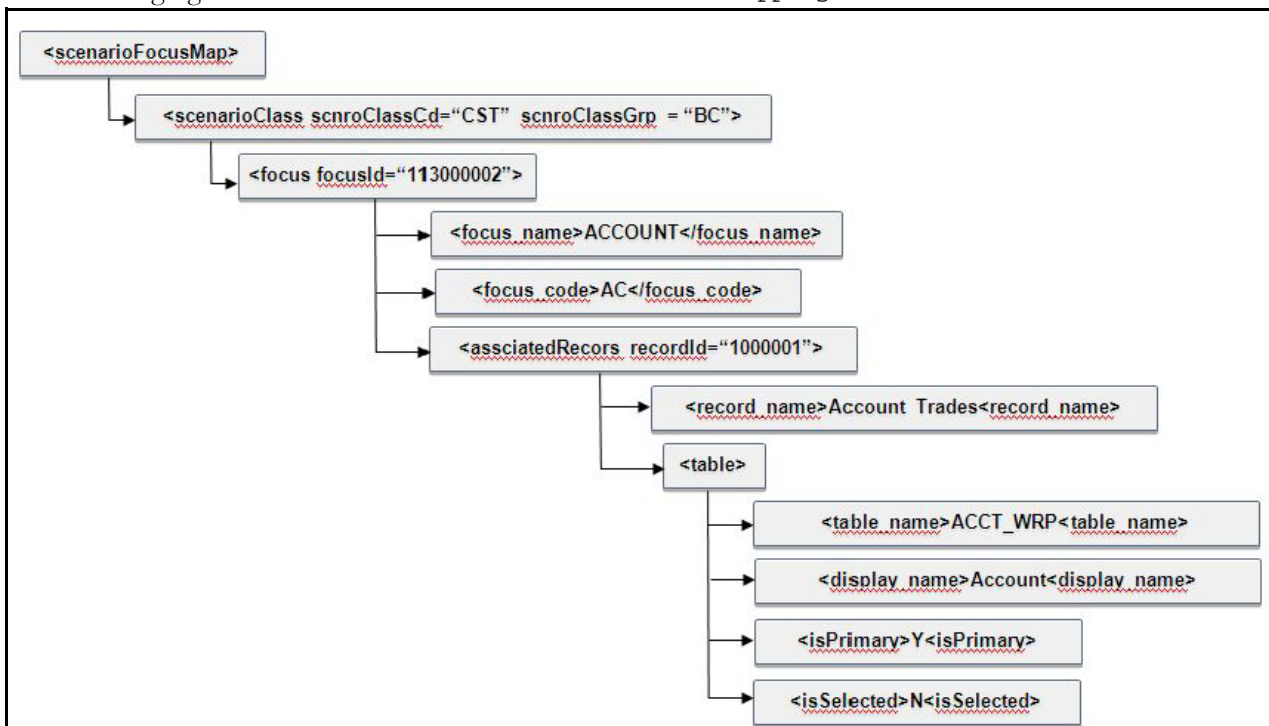 <scenarioFocusMap>
<scenarioClass scnroClassCd=“CST” scnroClassGrp = “BC”>
<focus focusId=“113000002”>
<focus_name>ACCOUNT</focus_name>
<focus_code>AC</focus_code>
<assciatedRecors recordId=“1000001”>
<record_name>Account Trades<record_name>
<table>
<table_name>ACCT_WRP<table_name>
<display_name>Account<display_name>
<isPrimary>Y<isPrimary>
<isSelected>N<isSelected>